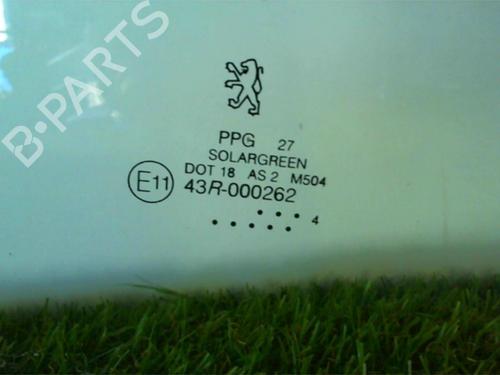 B-PARTS
PPG 27
SOLARGREEN
DOT 18 AS 2 M504
E11 43R-000262
4